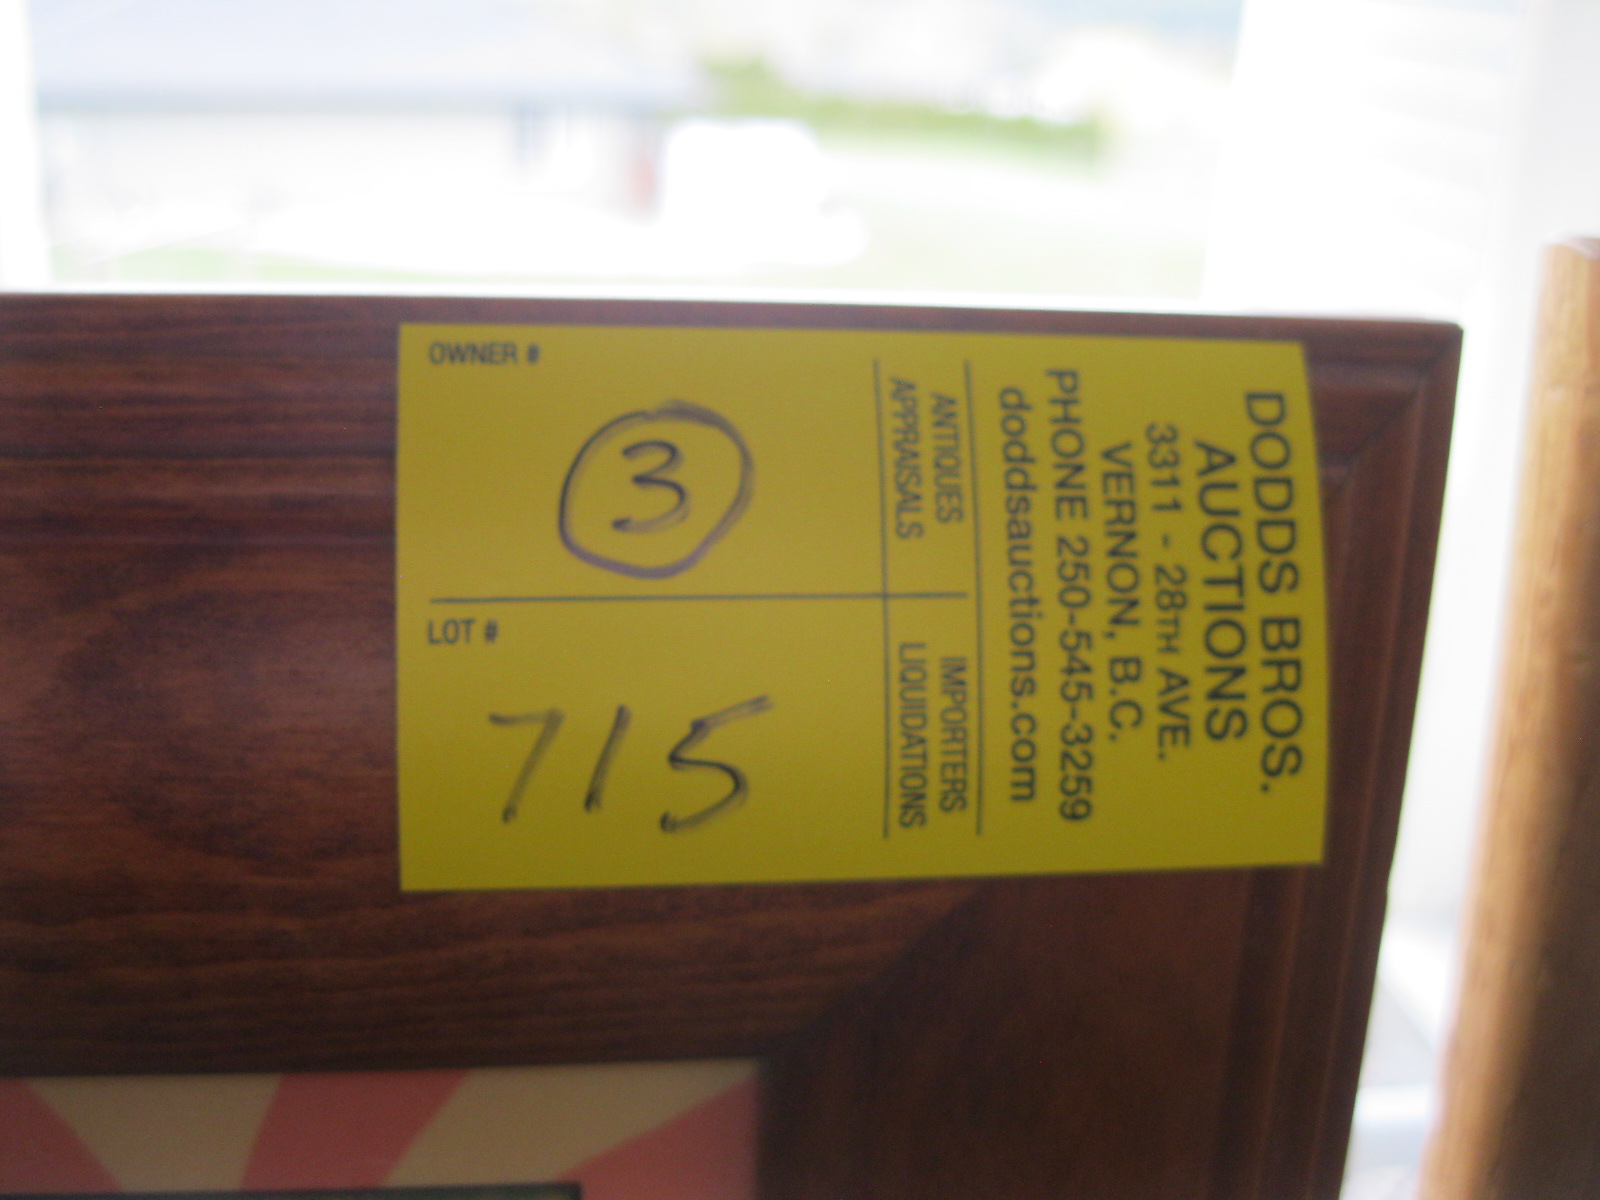 DODDS BROS.
AUCTIONS
3311 - 28TH AVE.
VERNON, B.C.
PHONE 250-545-3259
doddsauctions.com
ANTIQUES IMPORTERS
APPRAISALS LIQUIDATIONS
OWNER #
3
LOT #
715